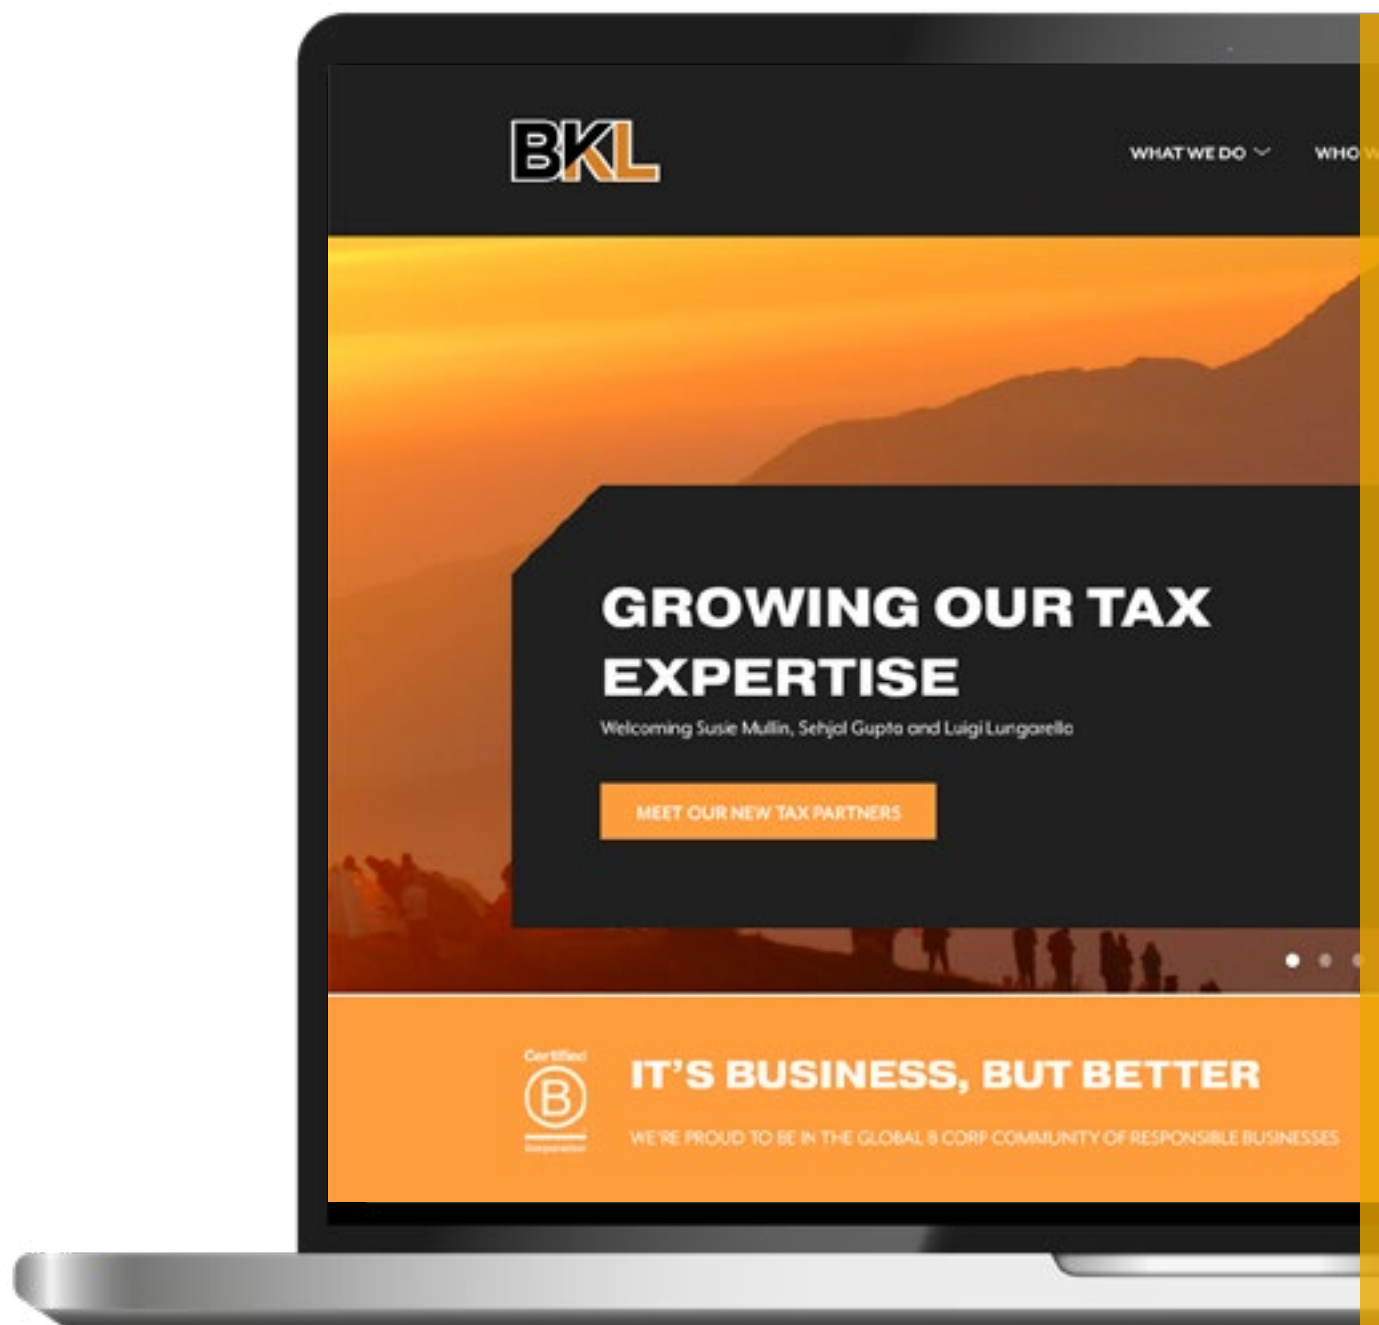 BKL
WHAT WE DO WHO W
GROWING OUR TAX
EXPERTISE
Welcoming Susie Mullin, Sehjal Gupta and Luigi Lungarella
MEET OUR NEW TAX PARTNERS
Certified
B
Corporation
IT'S BUSINESS, BUT BETTER
WE'RE PROUD TO BE IN THE GLOBAL B CORP COMMUNITY OF RESPONSIBLE BUSINESSES